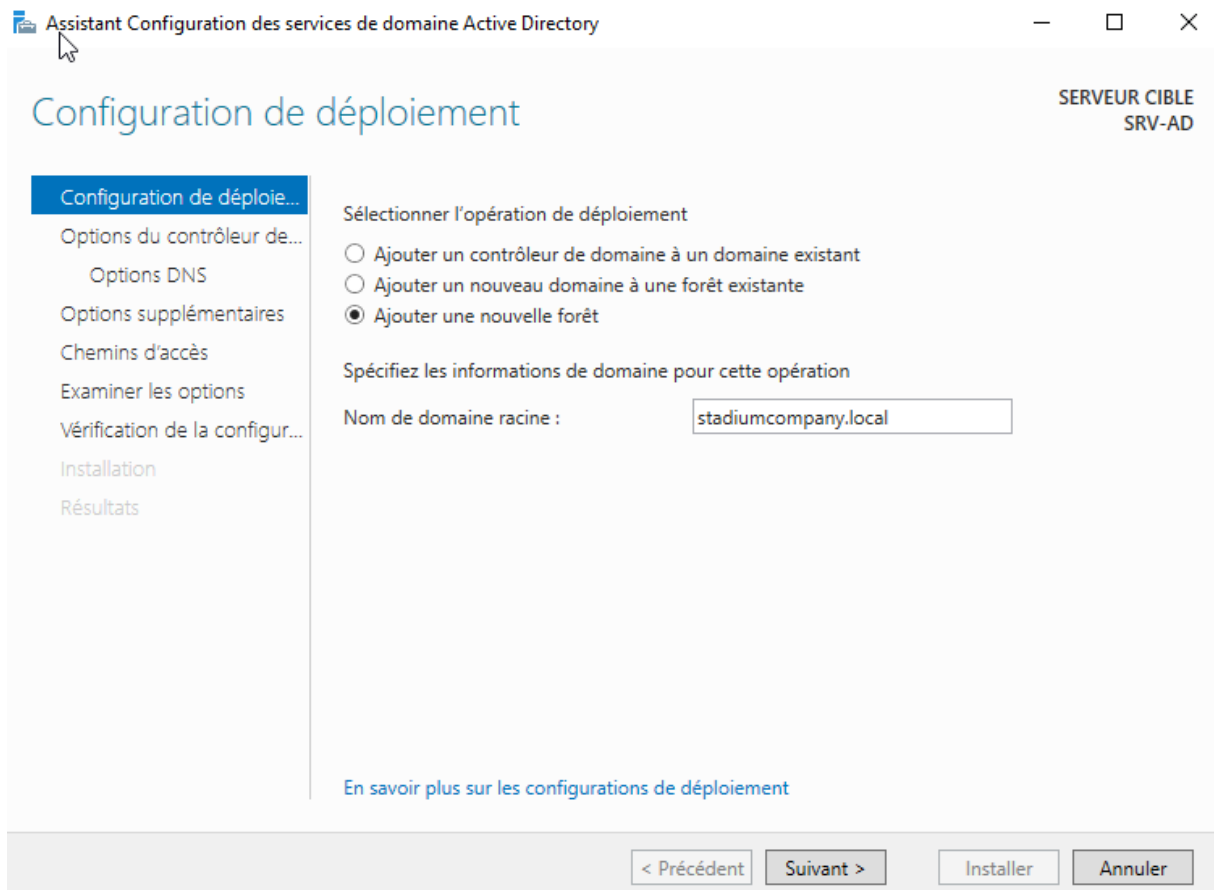 Assistant Configuration des services de domaine Active Directory
Configuration de déploiement
SERVEUR CIBLE
SRV-AD
Configuration de déploie...
Options du contrôleur de...
Options DNS
Options supplémentaires
Chemins d'accès
Examiner les options
Vérification de la configur...
Installation
Résultats
Sélectionner l'opération de déploiement
Ajouter un contrôleur de domaine à un domaine existant
Ajouter un nouveau domaine à une forêt existante
Ajouter une nouvelle forêt
Spécifiez les informations de domaine pour cette opération
Nom de domaine racine : stadiumcompany.local
En savoir plus sur les configurations de déploiement
< Précédent Suivant > Installer Annuler